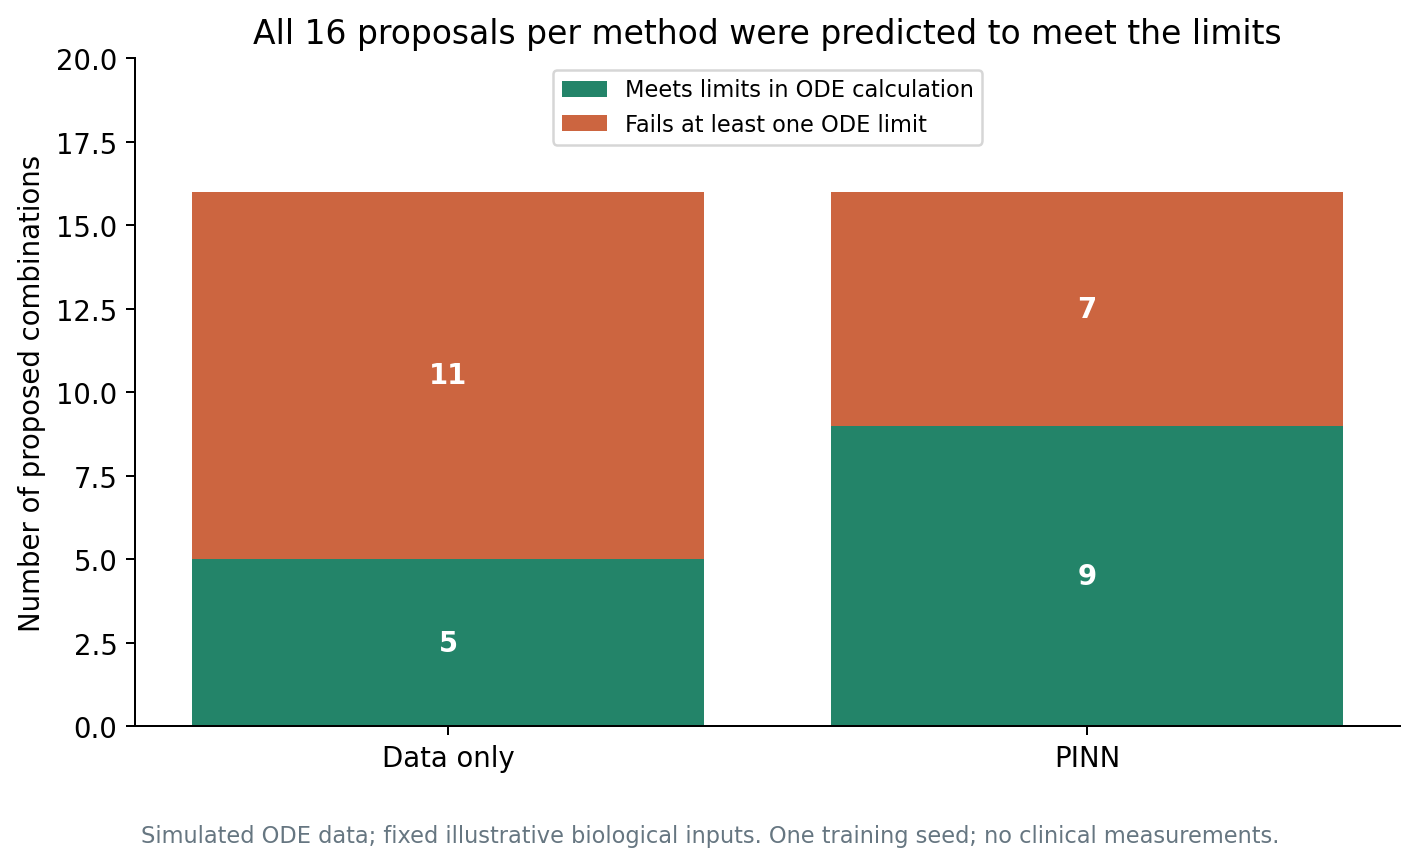 All 16 proposals per method were predicted to meet the limits
Meets limits in ODE calculation
Fails at least one ODE limit
Number of proposed combinations
20.0
17.5
15.0
12.5
10.0
7.5
5.0
2.5
0.0
11
5
7
9
Data only
PINN
Simulated ODE data; fixed illustrative biological inputs. One training seed; no clinical measurements.